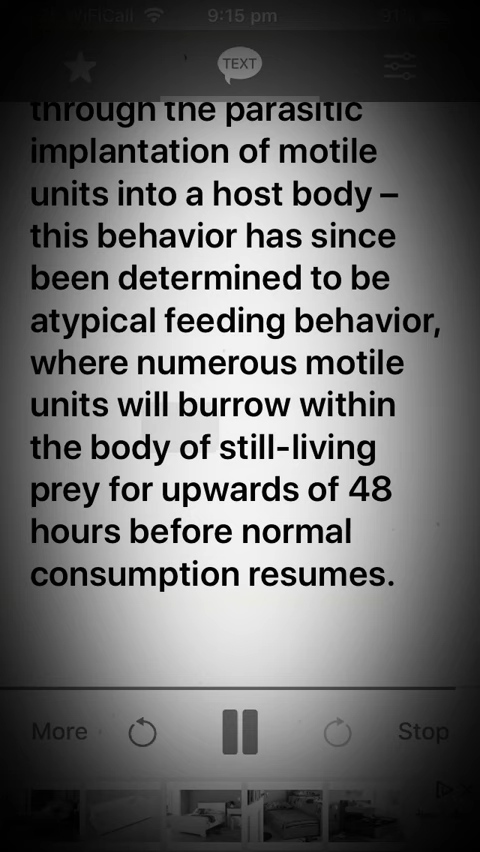 WiFiCall 9:15 pm 91%
TEXT
through the parasitic
implantation of motile
units into a host body –
this behavior has since
been determined to be
atypical feeding behavior,
where numerous motile
units will burrow within
the body of still-living
prey for upwards of 48
hours before normal
consumption resumes.
More Stop